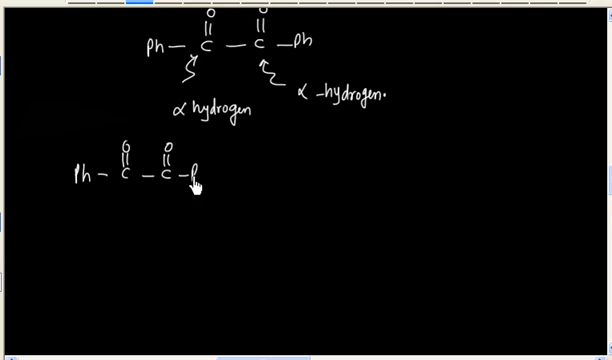 O O
|| ||
Ph — C — C — Ph
α hydrogen
α -hydrogen.
O O
|| ||
Ph — C — C — P